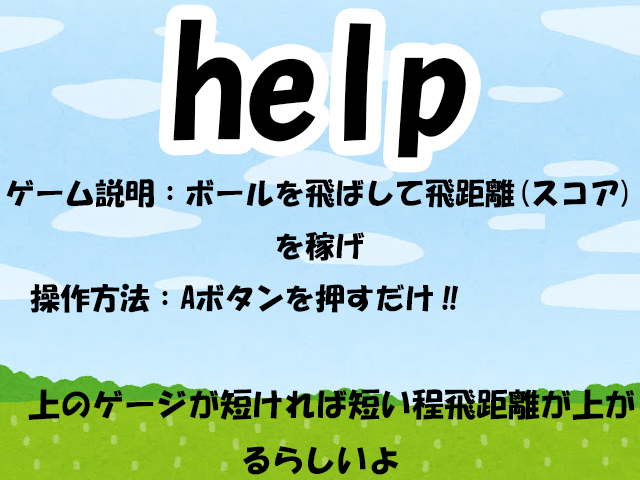 help
ゲーム説明：ボールを飛ばして飛距離(スコア)
を稼げ
操作方法：Aボタンを押すだけ!!
上のゲージが短ければ短い程飛距離が上が
るらしいよ